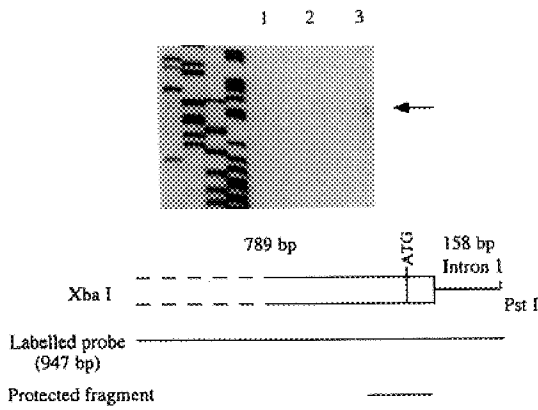 1 2 3
789 bp
ATG
158 bp
Intron 1
Xba I
Pst I
Labelled probe
(947 bp)
Protected fragment